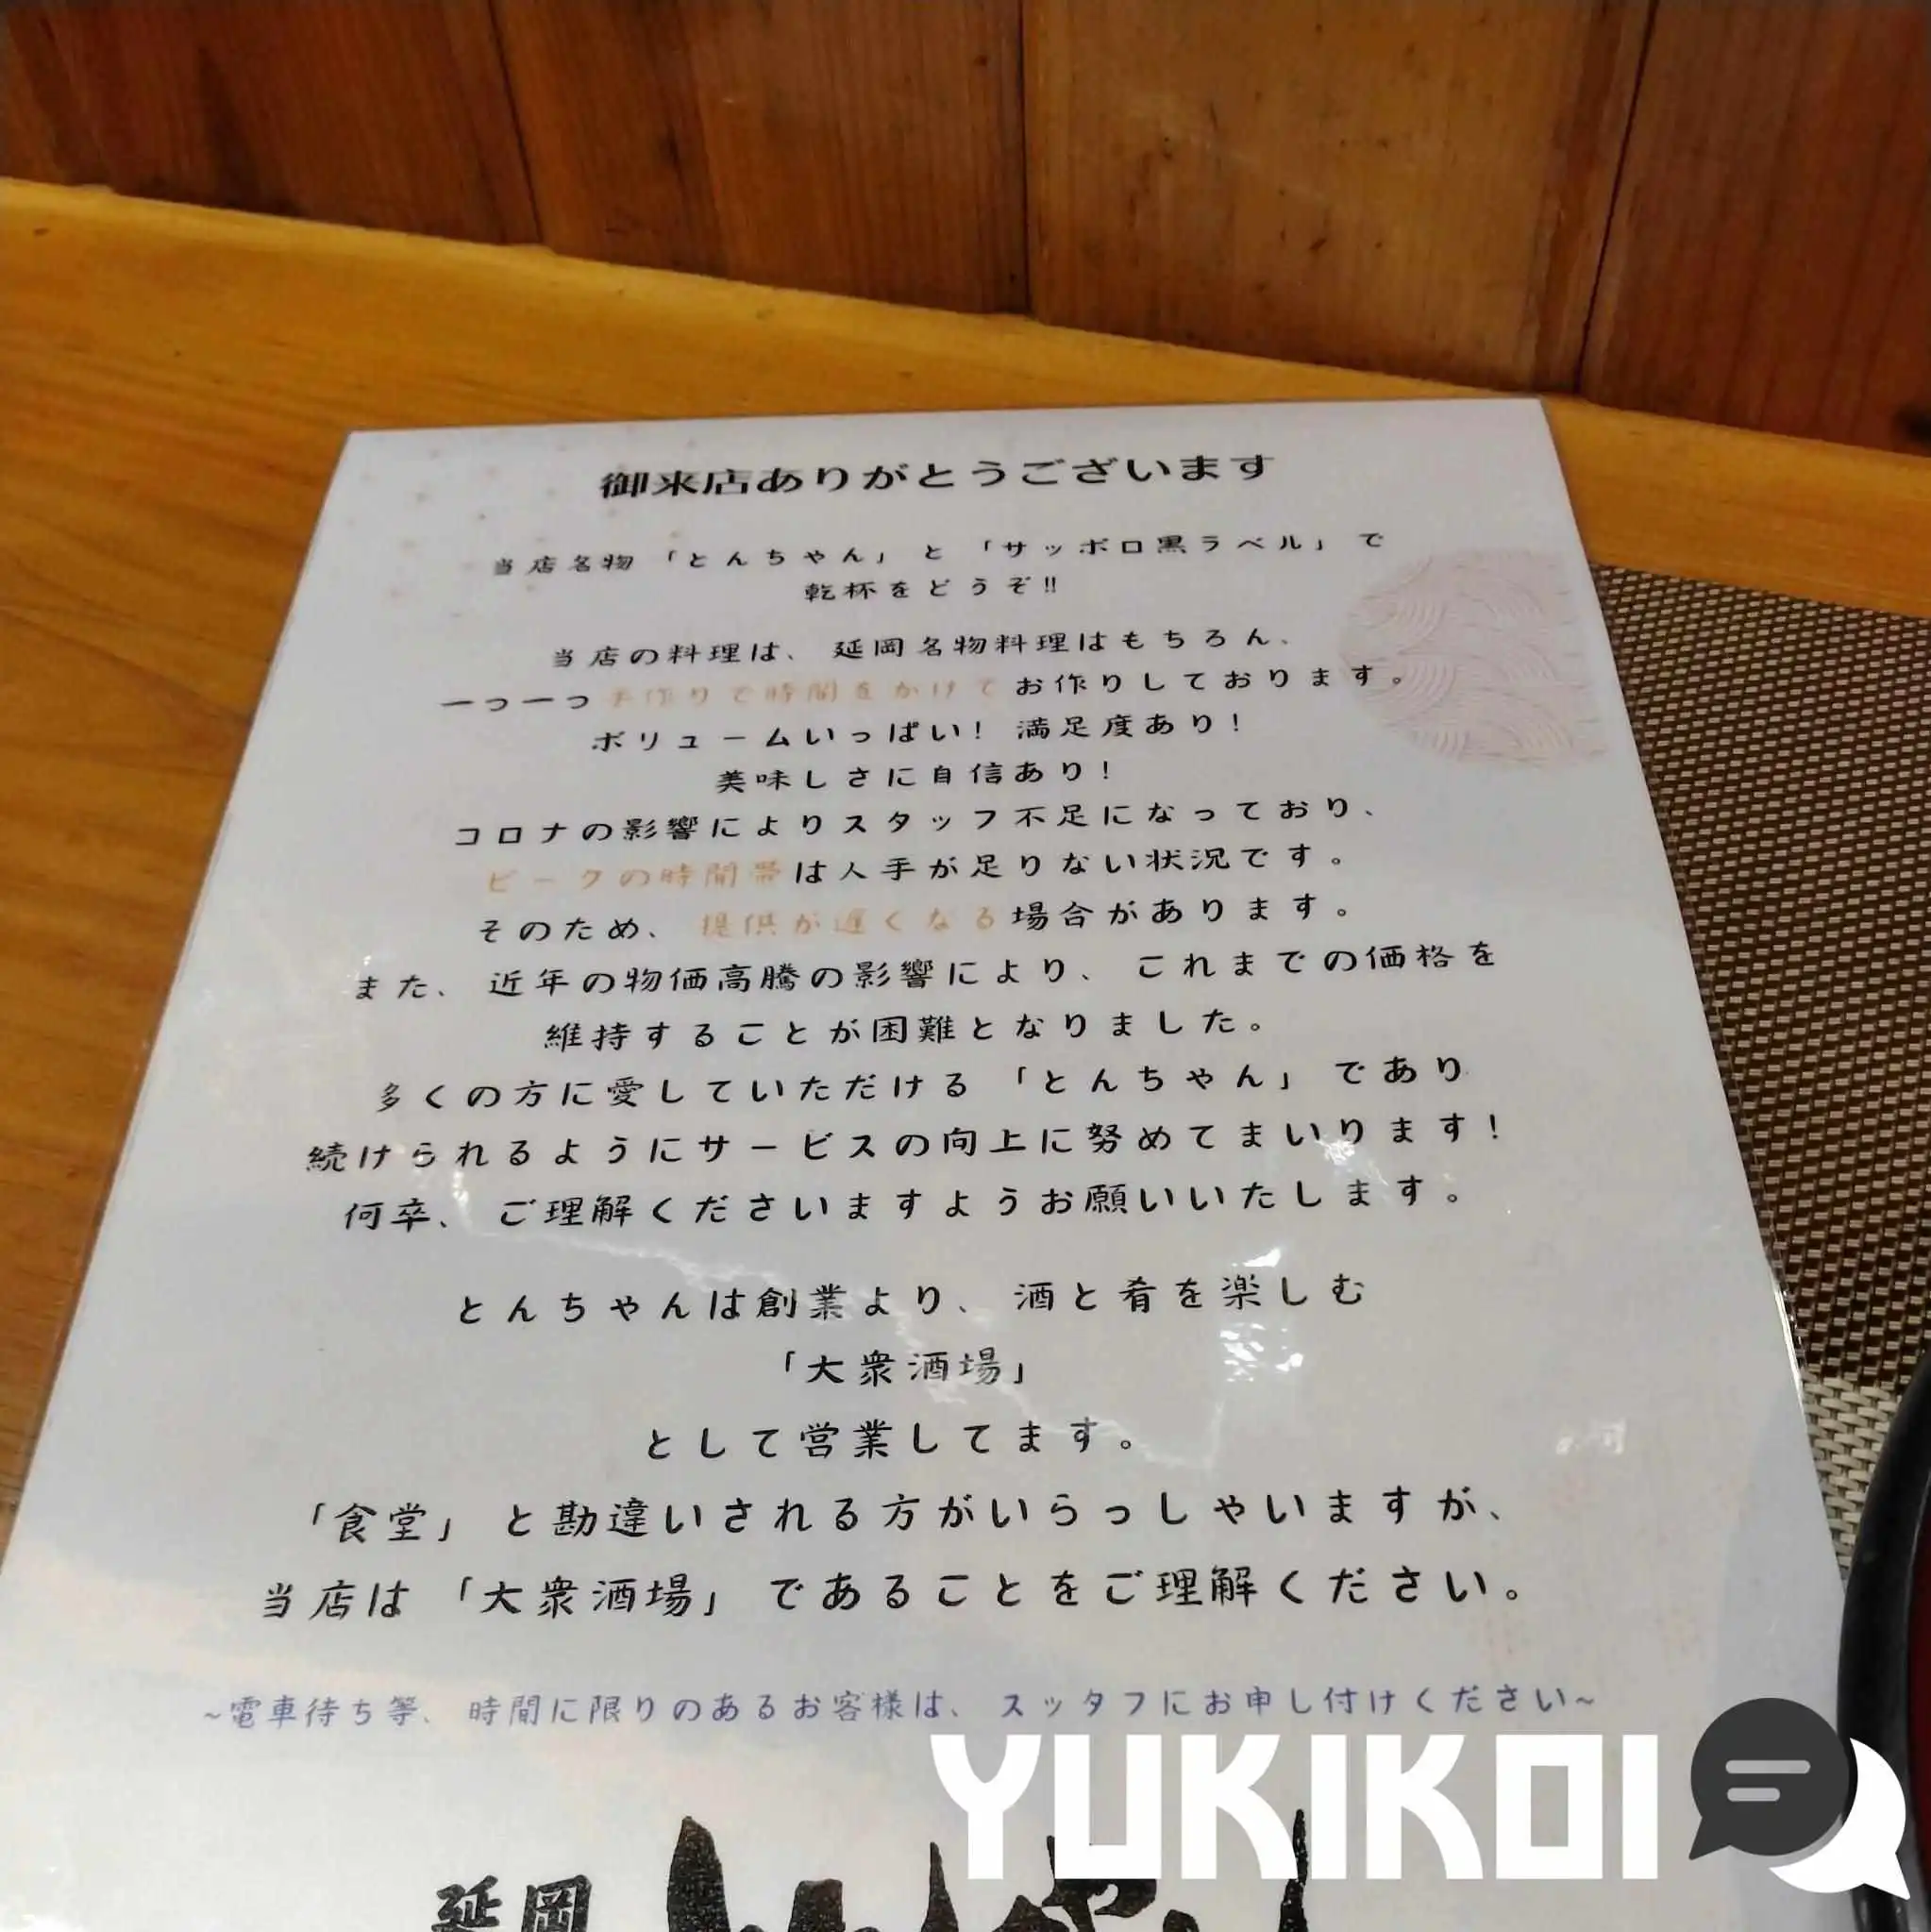 御来店ありがとうございます
当店名物「とんちゃん」と「サッポロ黒ラベル」で
乾杯をどうぞ!!
当店の料理は、延岡名物料理はもちろん、
一つ一つ手作りで時間をかけてお作りしております。
ボリュームいっぱい！満足度あり！
美味しさに自信あり！
コロナの影響によりスタッフ不足になっており、
ピークの時間帯は人手が足りない状況です。
そのため、提供が遅くなる場合があります。
また、近年の物価高騰の影響により、これまでの価格を
維持することが困難となりました。
多くの方に愛していただける「とんちゃん」であり
続けられるようにサービスの向上に努めてまいります！
何卒、ご理解くださいますようお願いいたします。
とんちゃんは創業より、酒と肴を楽しむ
「大衆酒場」
として営業してます。
「食堂」と勘違いされる方がいらっしゃいますが、
当店は「大衆酒場」であることをご理解ください。
~電車待ち等、時間に限りのあるお客様は、スッタフにお申し付けください~
YUKIKOI
延岡